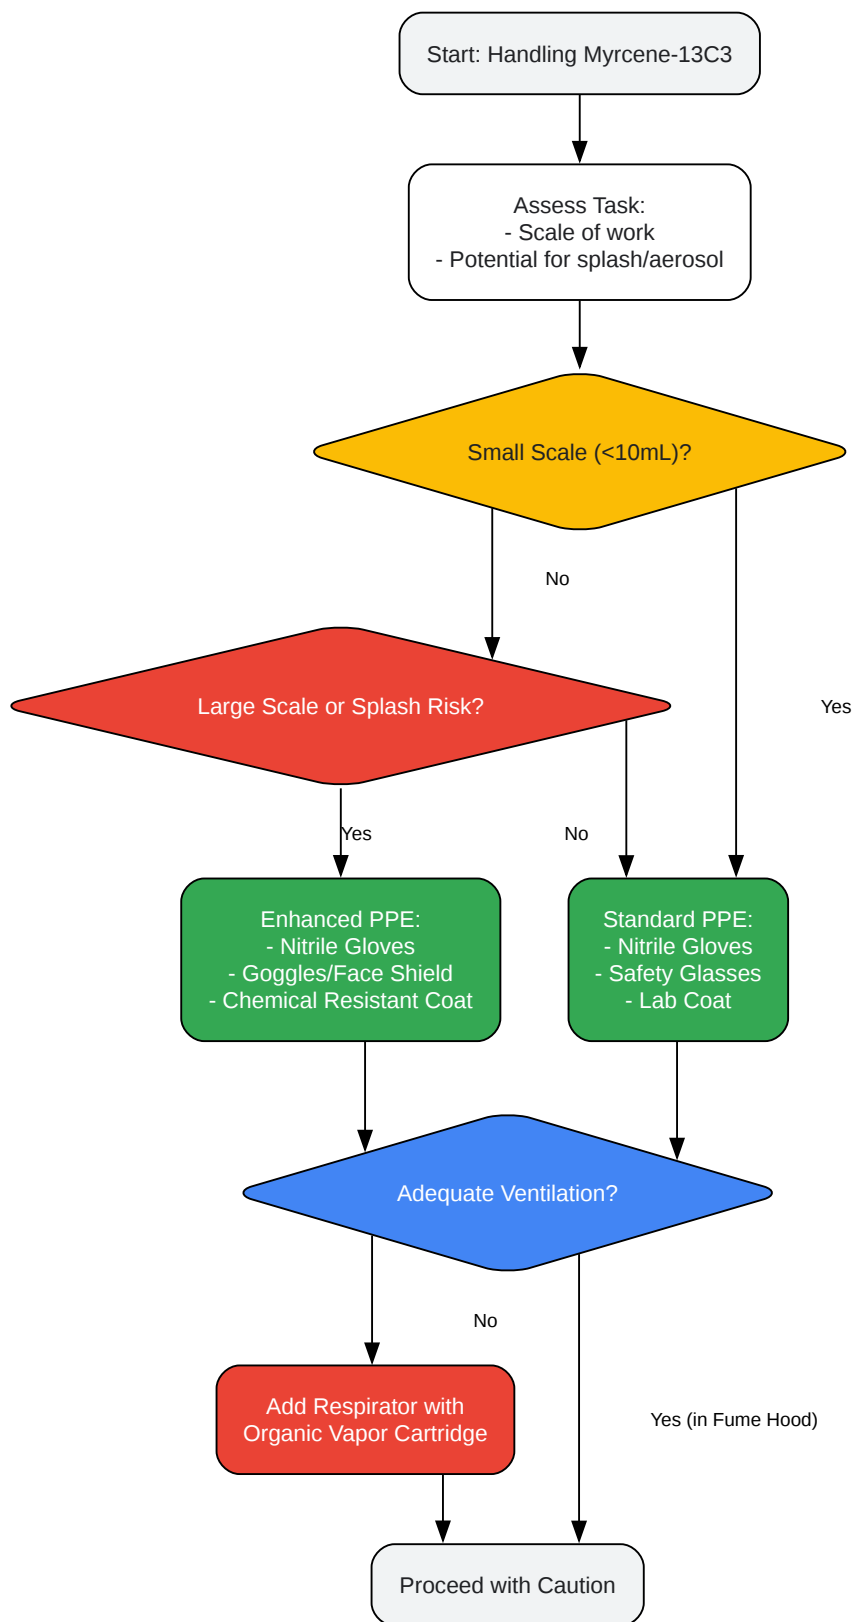 Start: Handling Myrcene-13C3
Assess Task:
- Scale of work
- Potential for splash/aerosol
Small Scale (<10mL)?
No
Large Scale or Splash Risk?
Yes
Yes
No
Enhanced PPE:
- Nitrile Gloves
- Goggles/Face Shield
- Chemical Resistant Coat
Standard PPE:
- Nitrile Gloves
- Safety Glasses
- Lab Coat
Adequate Ventilation?
No
Add Respirator with
Organic Vapor Cartridge
Yes (in Fume Hood)
Proceed with Caution